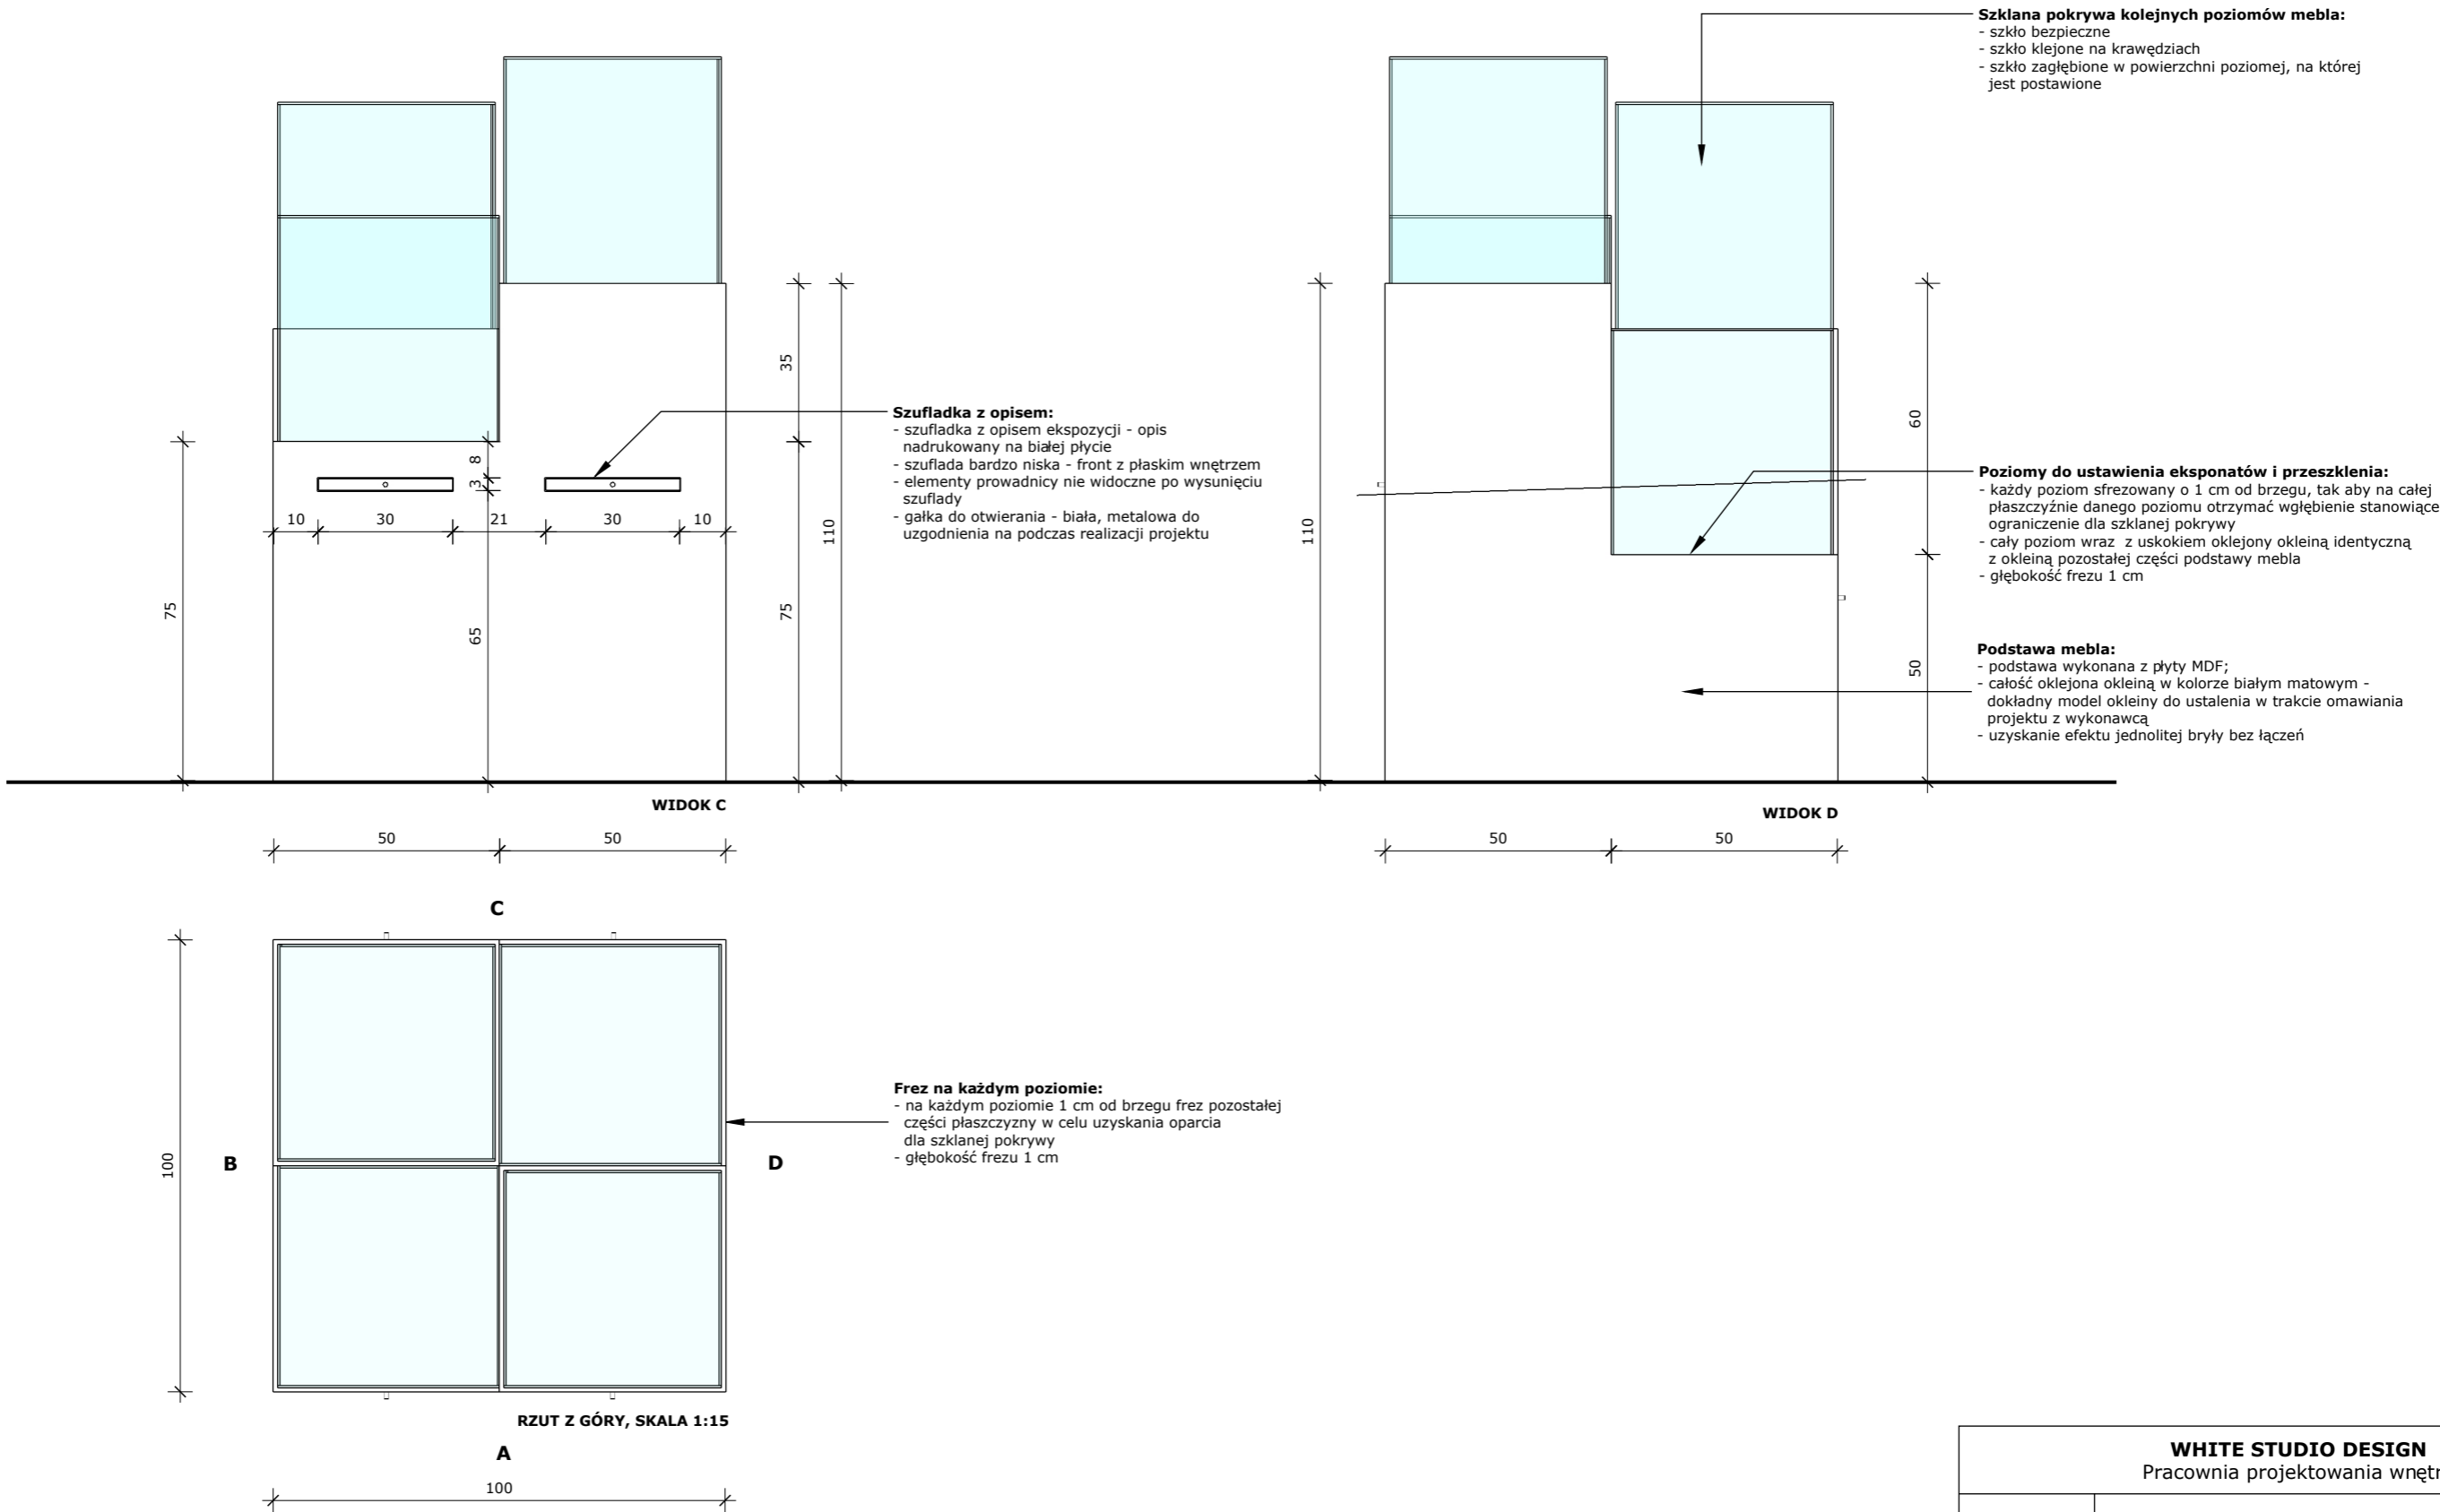 Szklana pokrywa kolejnych poziomów mebla:
- szkło bezpieczne
- szkło klejone na krawędziach
- szkło zagłębione w powierzchni poziomej, na której
jest postawione
Szufladka z opisem:
- szufladka z opisem ekspozycji - opis
nadrukowany na białej płycie
- szuflada bardzo niska - front z płaskim wnętrzem
- elementy prowadnicy nie widoczne po wysunięciu
szuflady
- gałka do otwierania - biała, metalowa do
uzgodnienia na podczas realizacji projektu
Poziomy do ustawienia eksponatów i przeszklenia:
- każdy poziom sfrezowany o 1 cm od brzegu, tak aby na całej
płaszczyźnie danego poziomu otrzymać wgłębienie stanowiące
ograniczenie dla szklanej pokrywy
- cały poziom wraz z uskokiem oklejony okleiną identyczną
z okleiną pozostałej części podstawy mebla
- głębokość frezu 1 cm
Podstawa mebla:
- podstawa wykonana z płyty MDF;
- całość oklejona okleiną w kolorze białym matowym -
dokładny model okleiny do ustalenia w trakcie omawiania
projektu z wykonawcą
- uzyskanie efektu jednolitej bryły bez łączeń
75
8
3
65
10
30
21
30
10
35
75
110
110
60
50
WIDOK C
WIDOK D
50
50
50
50
C
B
D
100
Frez na każdym poziomie:
- na każdym poziomie 1 cm od brzegu frez pozostałej
części płaszczyzny w celu uzyskania oparcia
dla szklanej pokrywy
- głębokość frezu 1 cm
RZUT Z GÓRY, SKALA 1:15
A
100
WHITE STUDIO DESIGN
Pracownia projektowania wnętr